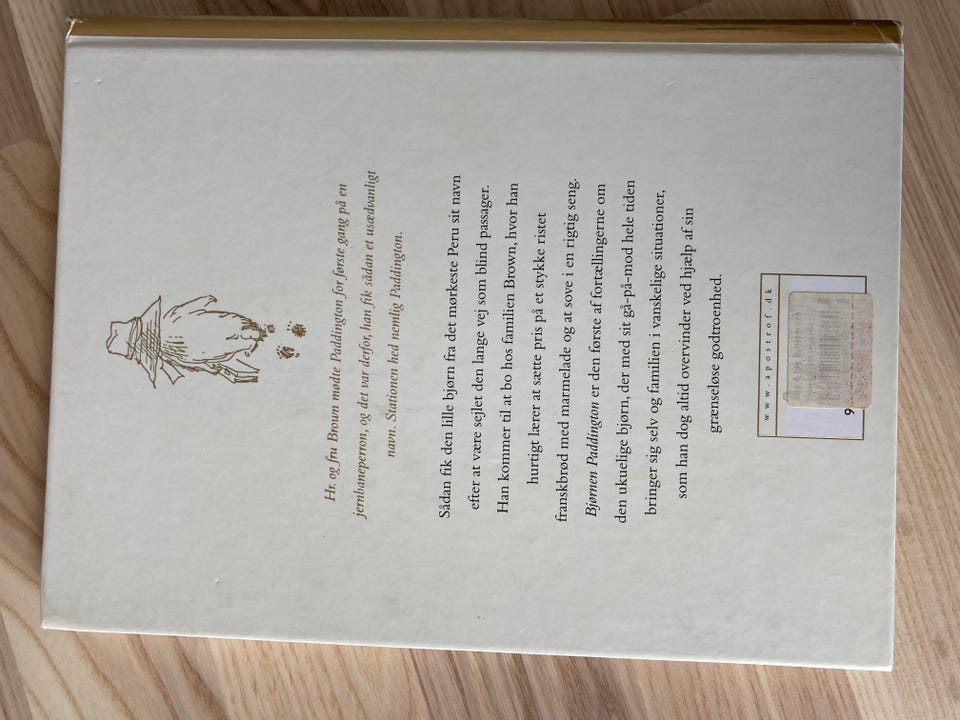 Hr. og fru Brown mødte Paddington for første gang på en
jernbaneperron, og det var derfor, han fik sådan et usædvanligt
navn. Stationen hed nemlig Paddington.
Sådan fik den lille bjørn fra det mørkeste Peru sit navn
efter at være sejlet den lange vej som blind passager.
Han kommer til at bo hos familien Brown, hvor han
hurtigt lærer at sætte pris på et stykke ristet
franskbrød med marmelade og at sove i en rigtig seng.
Bjørnen Paddington er den første af fortællingerne om
den ukuelige bjørn, der med sit gå-på-mod hele tiden
bringer sig selv og familien i vanskelige situationer,
som han dog altid overvinder ved hjælp af sin
grænseløse godtroenhed.
www.apostrof.dk
9